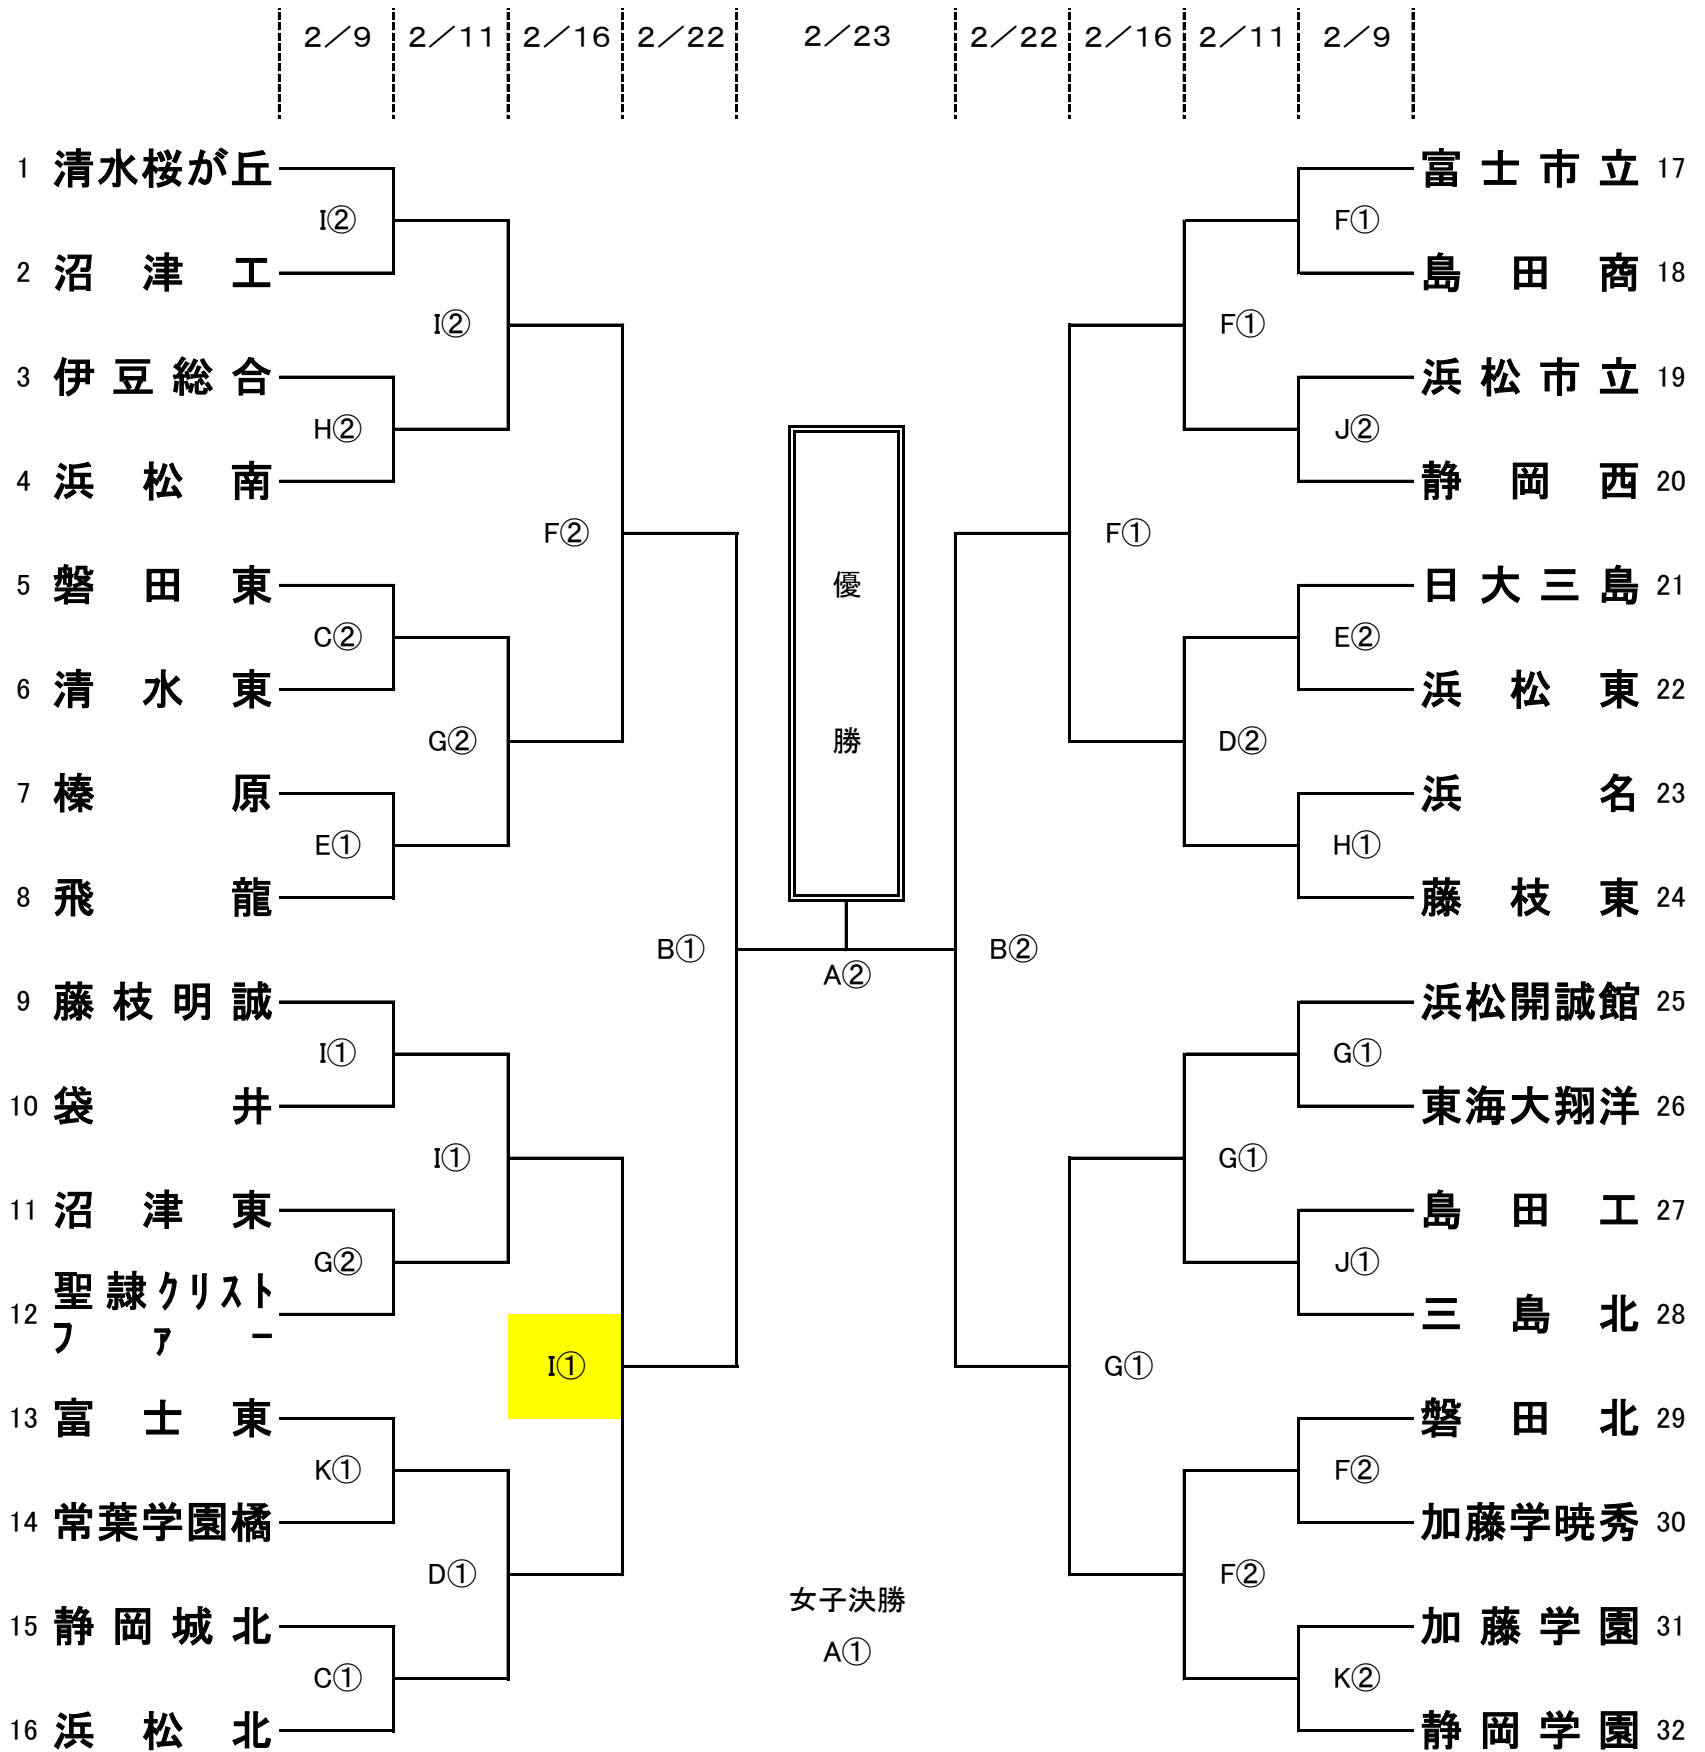 2／9 2／11 2／16 2／22 2／23 2／22 2／16 2／11 2／9
1 清水桜が丘 富士市立 17
I② F①
2 沼津工 島田商 18
I② F①
3 伊豆総合 浜松市立 19
H② J②
4 浜松南 静岡西 20
F② F①
5 磐田東 優 日大三島 21
C② E②
6 清水東 浜松東 22
G② 勝 D②
7 榛原 浜名 23
E① H①
8 飛龍 藤枝東 24
B① A② B②
9 藤枝明誠 浜松開誠館 25
I① G①
10 袋井 東海大翔洋 26
I① G①
11 沼津東 島田工 27
G② J①
12 聖隷クリスト
ファー 三島北 28
I① G①
13 富士東 磐田北 29
K① F②
14 常葉学園橘 加藤学暁秀 30
D① F②
女子決勝
15 静岡城北 加藤学園 31
A①
C① K②
16 浜松北 静岡学園 32